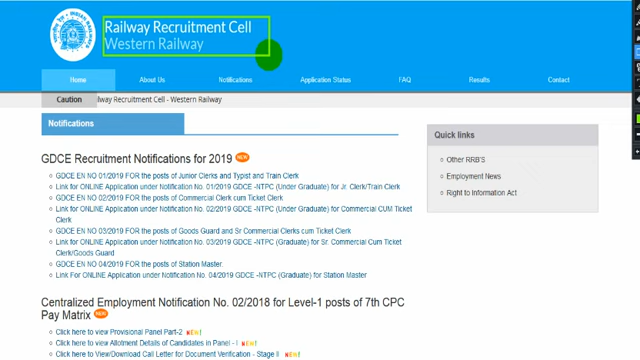 Railway Recruitment Cell
Western Railway
Home About Us Notifications Application Status FAQ Results Contact
Caution lway Recruitment Cell - Western Railway
Notifications
GDCE Recruitment Notifications for 2019 NEW
GDCE EN NO 01/2019 FOR the posts of Junior Clerks and Typist and Train Clerk
Link for ONLINE Application under Notification No. 01/2019 GDCE -NTPC (Under Graduate) for Jr. Clerk/Train Clerk
GDCE EN NO 02/2019 FOR the posts of Commercial Clerk cum Ticket Clerk
Link for ONLINE Application under Notification No. 02/2019 GDCE -NTPC (Under Graduate) for Commercial CUM Ticket
Clerk
GDCE EN NO 03/2019 FOR the posts of Goods Guard and Sr Commercial Clerks cum Ticket Clerk
Link for ONLINE Application under Notification No. 03/2019 GDCE -NTPC (Graduate) for Sr. Commercial Cum Ticket
Clerk/Goods Guard
GDCE EN NO 04/2019 FOR the posts of Station Master.
Link For ONLINE Application under Notification No. 04/2019 GDCE -NTPC (Graduate) for Station Master
Centralized Employment Notification No. 02/2018 for Level-1 posts of 7th CPC
Pay Matrix NEW
Click here to view Provisional Panel Part-2 NEW!
Click here to view Allotment Details of Candidates in Panel - I NEW!
Click here to View/Download Call Letter for Document Verification - Stage II NEW!
Quick links
Other RRB'S
Employment News
Right to Information Act